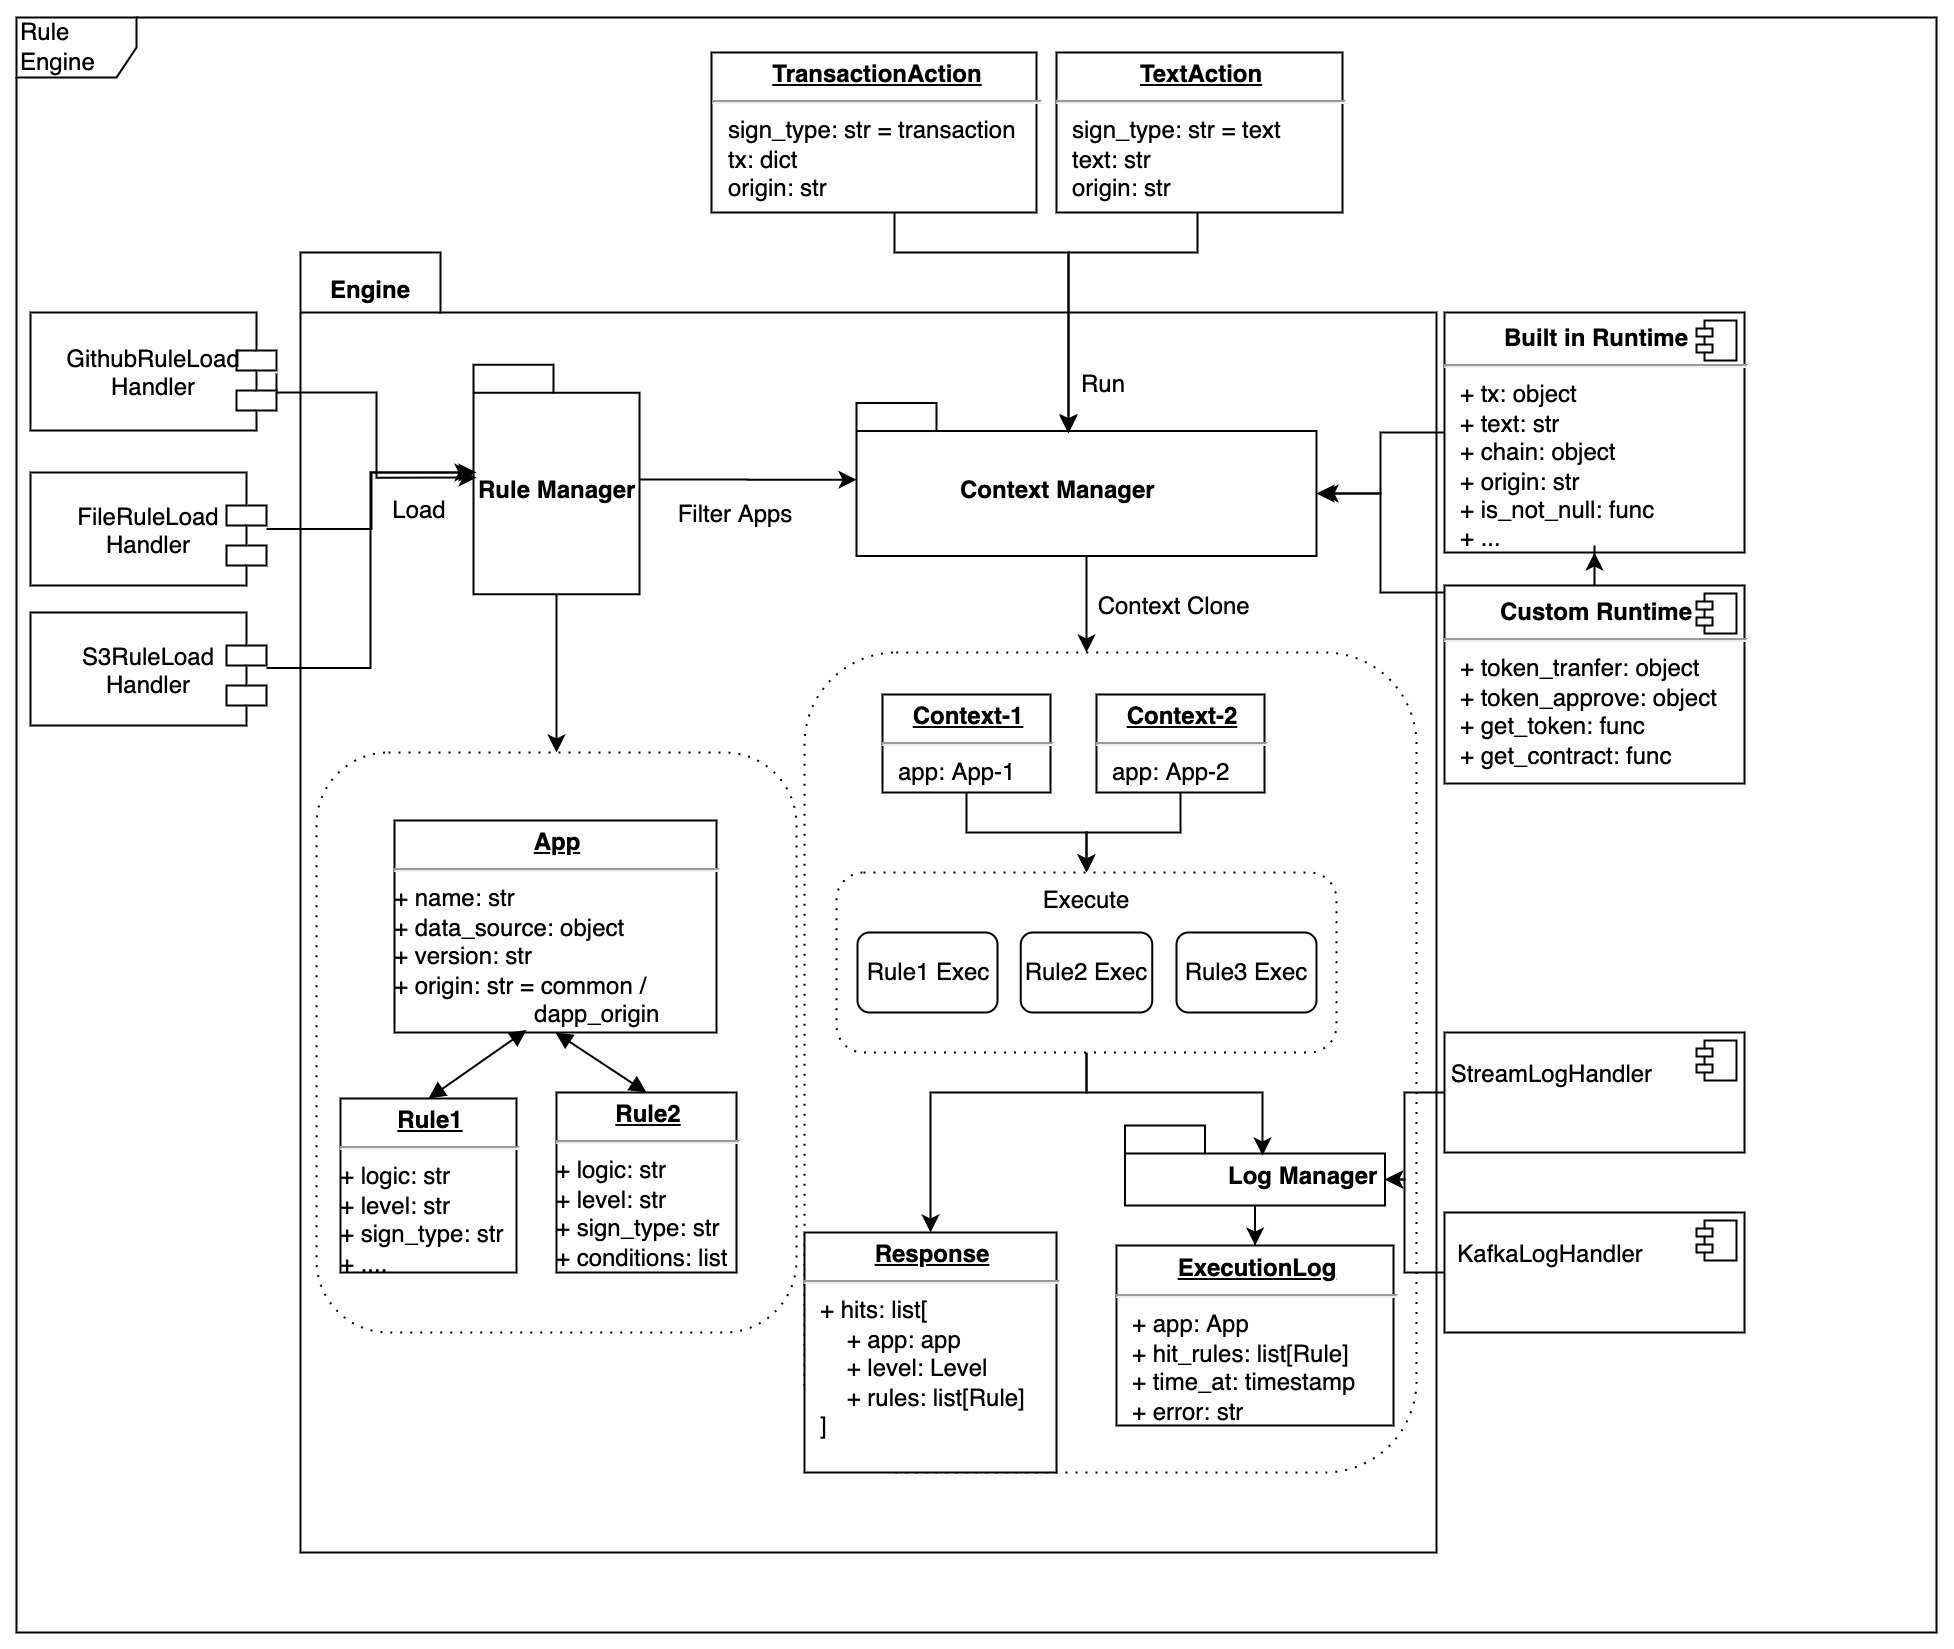 Rule
Engine
TransactionAction
sign_type: str = transaction
tx: dict
origin: str
TextAction
sign_type: str = text
text: str
origin: str
Engine
Run
GithubRuleLoad
Handler
FileRuleLoad
Handler
S3RuleLoad
Handler
Load
Rule Manager
Filter Apps
Context Manager
Context Clone
Built in Runtime
+ tx: object
+ text: str
+ chain: object
+ origin: str
+ is_not_null: func
+ ...
Custom Runtime
+ token_tranfer: object
+ token_approve: object
+ get_token: func
+ get_contract: func
App
+ name: str
+ data_source: object
+ version: str
+ origin: str = common /
dapp_origin
Rule1
+ logic: str
+ level: str
+ sign_type: str
+ ....
Rule2
+ logic: str
+ level: str
+ sign_type: str
+ conditions: list
Context-1
app: App-1
Context-2
app: App-2
Execute
Rule1 Exec
Rule2 Exec
Rule3 Exec
Response
+ hits: list[
+ app: app
+ level: Level
+ rules: list[Rule]
]
Log Manager
ExecutionLog
+ app: App
+ hit_rules: list[Rule]
+ time_at: timestamp
+ error: str
StreamLogHandler
KafkaLogHandler